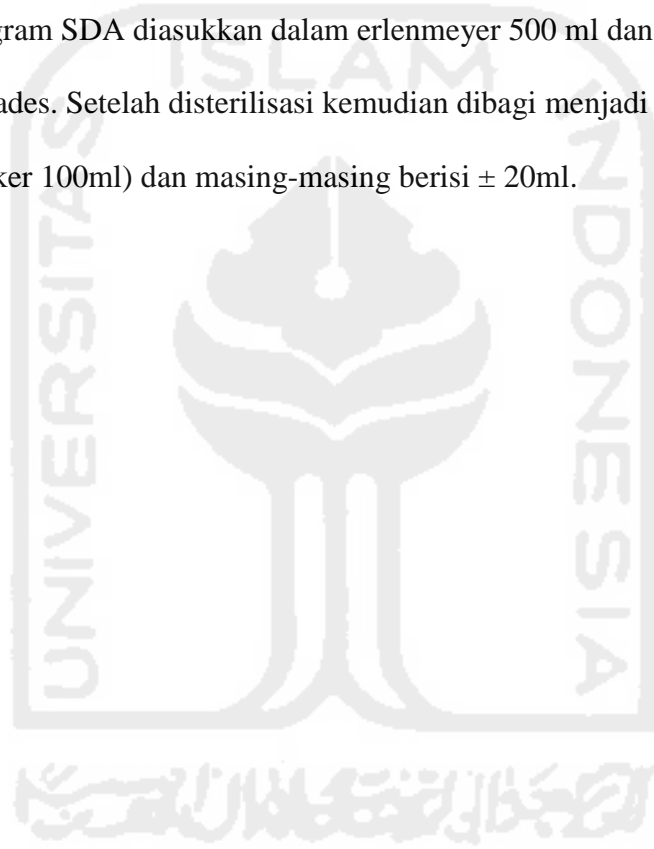 gram SDA diasukkan dalam erlenmeyer 500 ml dan
ades. Setelah disterilisasi kemudian dibagi menjadi
ker 100ml) dan masing-masing berisi ± 20ml.
UNIVERSITAS
ISLAM
INDONESIA